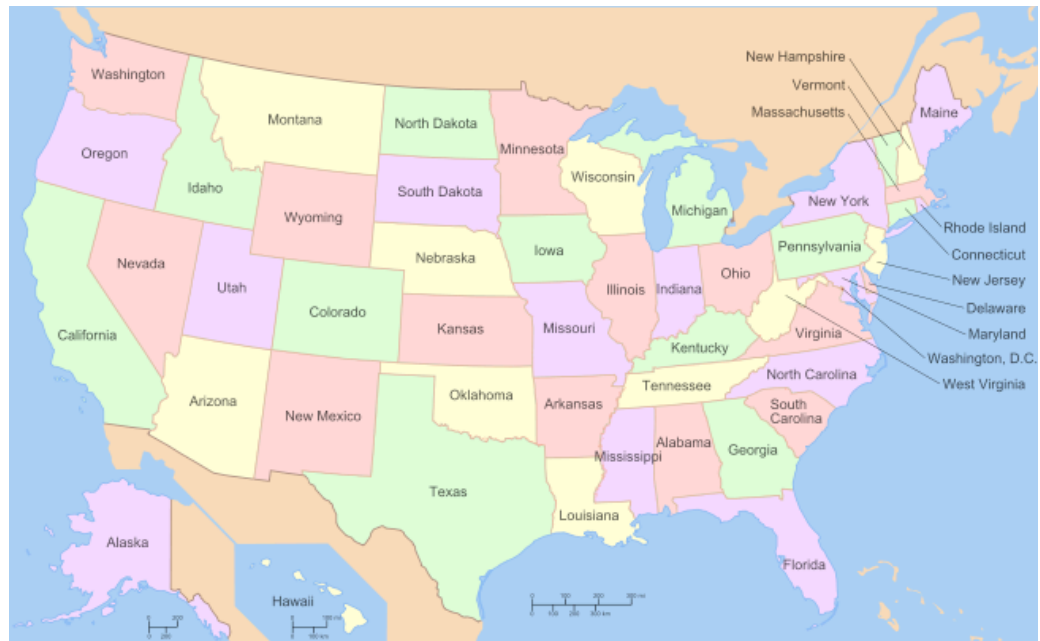 New Hampshire
Vermont
Massachusetts
Washington
Montana
North Dakota
Minnesota
Maine
Oregon
Idaho
Wisconsin
South Dakota
Wyoming
Michigan
New York
Rhode Island
Pennsylvania
Connecticut
Nebraska
Iowa
Ohio
New Jersey
Nevada
Utah
Illinois
Indiana
Delaware
Colorado
Kansas
Missouri
California
Virginia
Maryland
Kentucky
Washington, D.C.
North Carolina
West Virginia
Tennessee
Oklahoma
Arizona
Arkansas
New Mexico
South
Carolina
Alabama
Georgia
Mississippi
Texas
Louisiana
Alaska
Florida
Hawaii